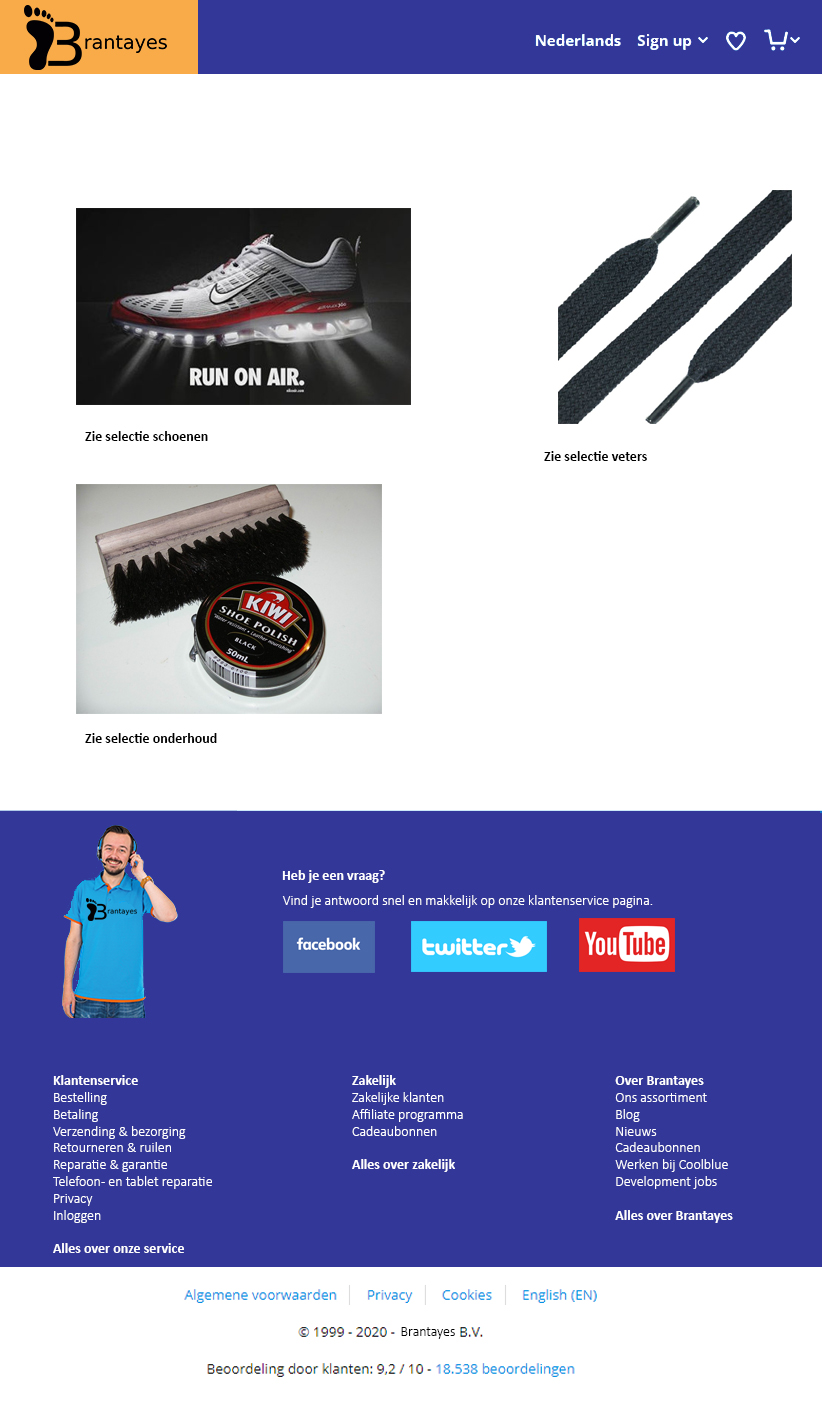 Brantayes
Nederlands Sign up
RUN ON AIR.
Zie selectie schoenen
Zie selectie veters
KIWI
SHOE POLISH
Water resistant • Leather nourishing
BLACK
50mL
Zie selectie onderhoud
Heb je een vraag?
Vind je antwoord snel en makkelijk op onze klantenservice pagina.
Brantayes
facebook
twitter
YouTube
Klantenservice
Bestelling
Betaling
Verzending & bezorging
Retourneren & ruilen
Reparatie & garantie
Telefoon- en tablet reparatie
Privacy
Inloggen
Alles over onze service
Zakelijk
Zakelijke klanten
Affiliate programma
Cadeaubonnen
Alles over zakelijk
Over Brantayes
Ons assortiment
Blog
Nieuws
Cadeaubonnen
Werken bij Coolblue
Development jobs
Alles over Brantayes
Algemene voorwaarden Privacy Cookies English (EN)
© 1999 - 2020 - Brantayes B.V.
Beoordeling door klanten: 9,2 / 10 - 18.538 beoordelingen